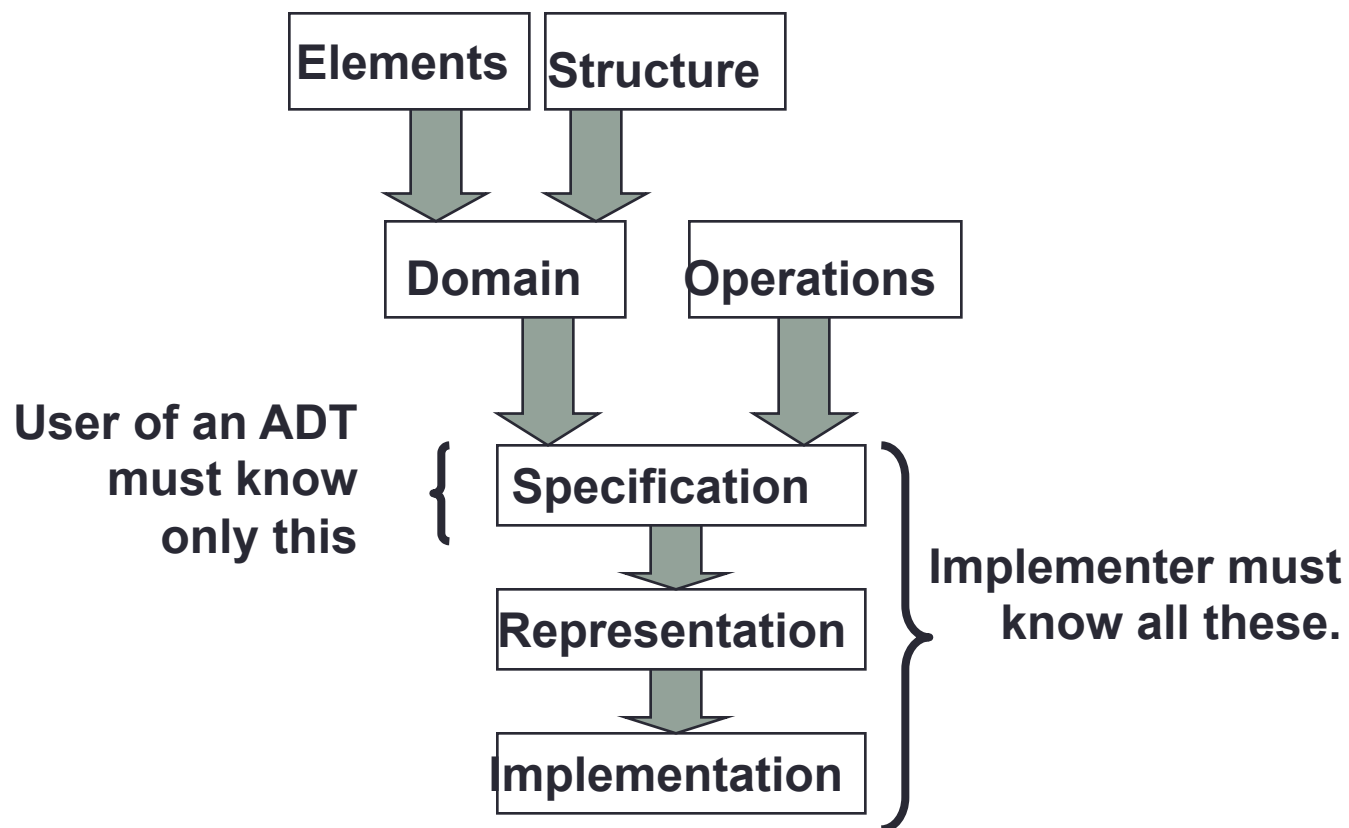 Elements
Structure
Domain
Operations
User of an ADT
must know
only this
Specification
Implementer must
know all these.
Representation
Implementation